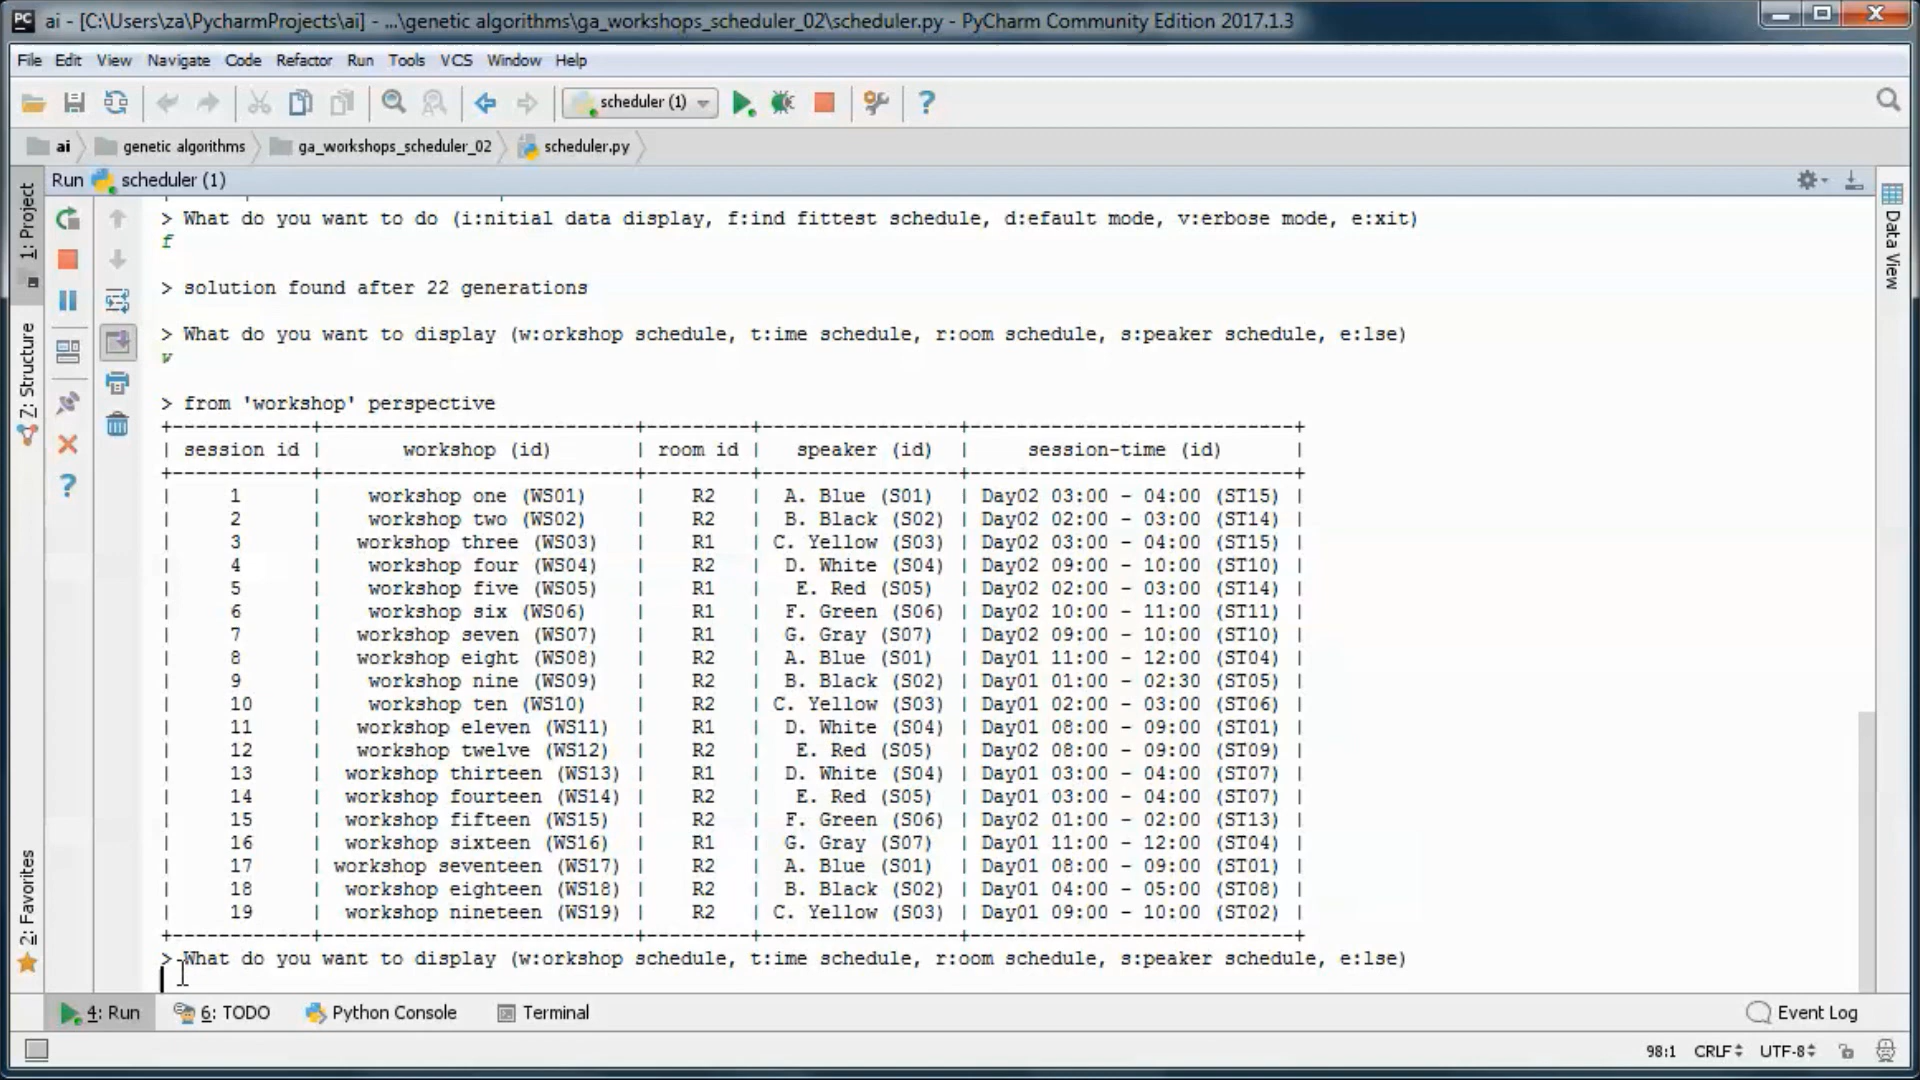 ai - [C:\Users\za\PycharmProjects\ai] - ...\genetic algorithms\ga_workshops_scheduler_02\scheduler.py - PyCharm Community Edition 2017.1.3
File Edit View Navigate Code Refactor Run Tools VCS Window Help
scheduler (1)
ai genetic algorithms ga_workshops_scheduler_02 scheduler.py
Run scheduler (1)
1: Project
Z: Structure
2: Favorites
Data View
> What do you want to do (i:initial data display, f:ind fittest schedule, d:efault mode, v:erbose mode, e:xit)
f
> solution found after 22 generations
> What do you want to display (w:orkshop schedule, t:ime schedule, r:oom schedule, s:peaker schedule, e:lse)
w
> from 'workshop' perspective
| session id | workshop (id) | room id | speaker (id) | session-time (id) |
| 1 | workshop one (WS01) | R2 | A. Blue (S01) | Day02 03:00 - 04:00 (ST15) |
| 2 | workshop two (WS02) | R2 | B. Black (S02) | Day02 02:00 - 03:00 (ST14) |
| 3 | workshop three (WS03) | R1 | C. Yellow (S03) | Day02 03:00 - 04:00 (ST15) |
| 4 | workshop four (WS04) | R2 | D. White (S04) | Day02 09:00 - 10:00 (ST10) |
| 5 | workshop five (WS05) | R1 | E. Red (S05) | Day02 02:00 - 03:00 (ST14) |
| 6 | workshop six (WS06) | R1 | F. Green (S06) | Day02 10:00 - 11:00 (ST11) |
| 7 | workshop seven (WS07) | R1 | G. Gray (S07) | Day02 09:00 - 10:00 (ST10) |
| 8 | workshop eight (WS08) | R2 | A. Blue (S01) | Day01 11:00 - 12:00 (ST04) |
| 9 | workshop nine (WS09) | R2 | B. Black (S02) | Day01 01:00 - 02:30 (ST05) |
| 10 | workshop ten (WS10) | R2 | C. Yellow (S03) | Day01 02:00 - 03:00 (ST06) |
| 11 | workshop eleven (WS11) | R1 | D. White (S04) | Day01 08:00 - 09:00 (ST01) |
| 12 | workshop twelve (WS12) | R2 | E. Red (S05) | Day02 08:00 - 09:00 (ST09) |
| 13 | workshop thirteen (WS13) | R1 | D. White (S04) | Day01 03:00 - 04:00 (ST07) |
| 14 | workshop fourteen (WS14) | R2 | E. Red (S05) | Day01 03:00 - 04:00 (ST07) |
| 15 | workshop fifteen (WS15) | R2 | F. Green (S06) | Day02 01:00 - 02:00 (ST13) |
| 16 | workshop sixteen (WS16) | R1 | G. Gray (S07) | Day01 11:00 - 12:00 (ST04) |
| 17 | workshop seventeen (WS17) | R2 | A. Blue (S01) | Day01 08:00 - 09:00 (ST01) |
| 18 | workshop eighteen (WS18) | R2 | B. Black (S02) | Day01 04:00 - 05:00 (ST08) |
| 19 | workshop nineteen (WS19) | R2 | C. Yellow (S03) | Day01 09:00 - 10:00 (ST02) |
> What do you want to display (w:orkshop schedule, t:ime schedule, r:oom schedule, s:peaker schedule, e:lse)
4: Run 6: TODO Python Console Terminal Event Log
98:1 CRLF UTF-8